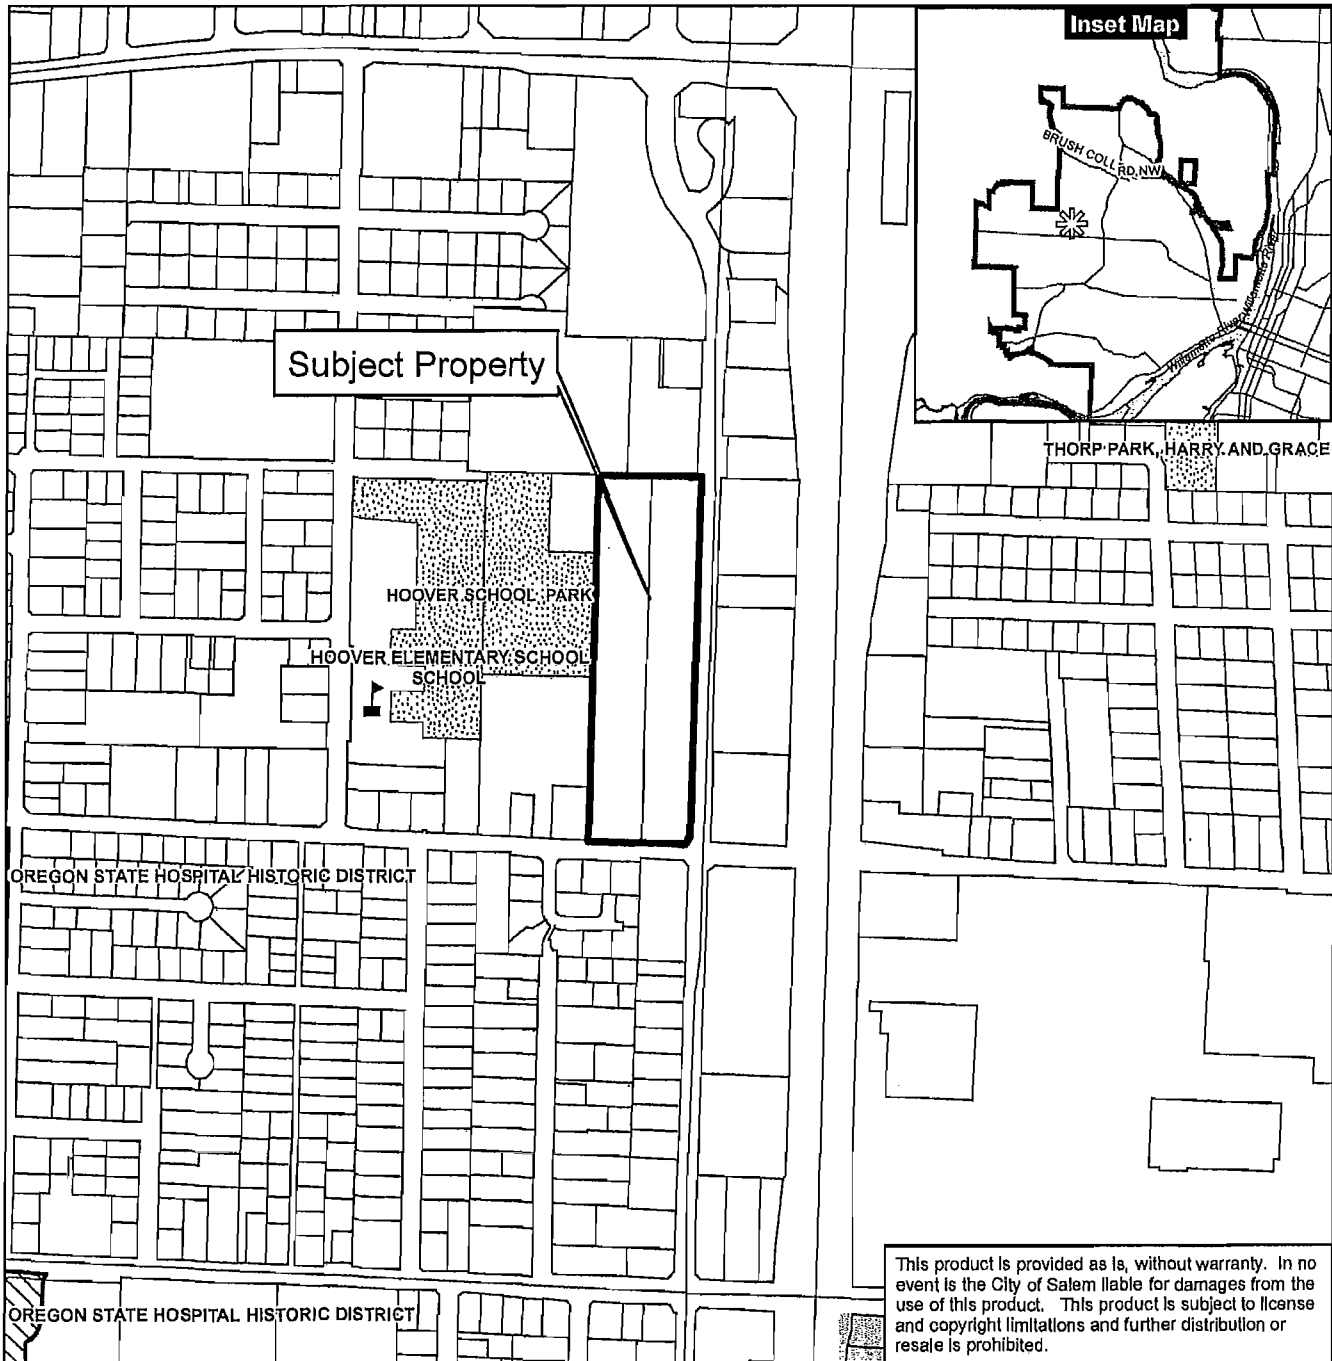 Inset Map
BRUSH COLL RD NW
Willamette River
Subject Property
THORP PARK, HARRY AND GRACE
HOOVER SCHOOL PARK
HOOVER ELEMENTARY SCHOOL
SCHOOL
OREGON STATE HOSPITAL HISTORIC DISTRICT
OREGON STATE HOSPITAL HISTORIC DISTRICT
This product is provided as is, without warranty. In no
event is the City of Salem liable for damages from the
use of this product. This product is subject to license
and copyright limitations and further distribution or
resale is prohibited.